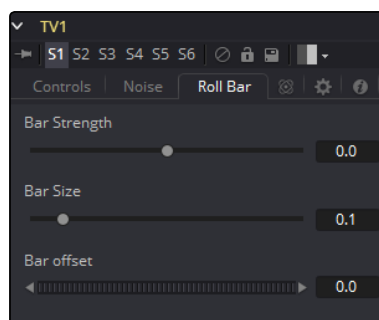 TV1
S1 S2 S3 S4 S5 S6
Controls Noise Roll Bar
Bar Strength
0.0
Bar Size
0.1
Bar offset
0.0